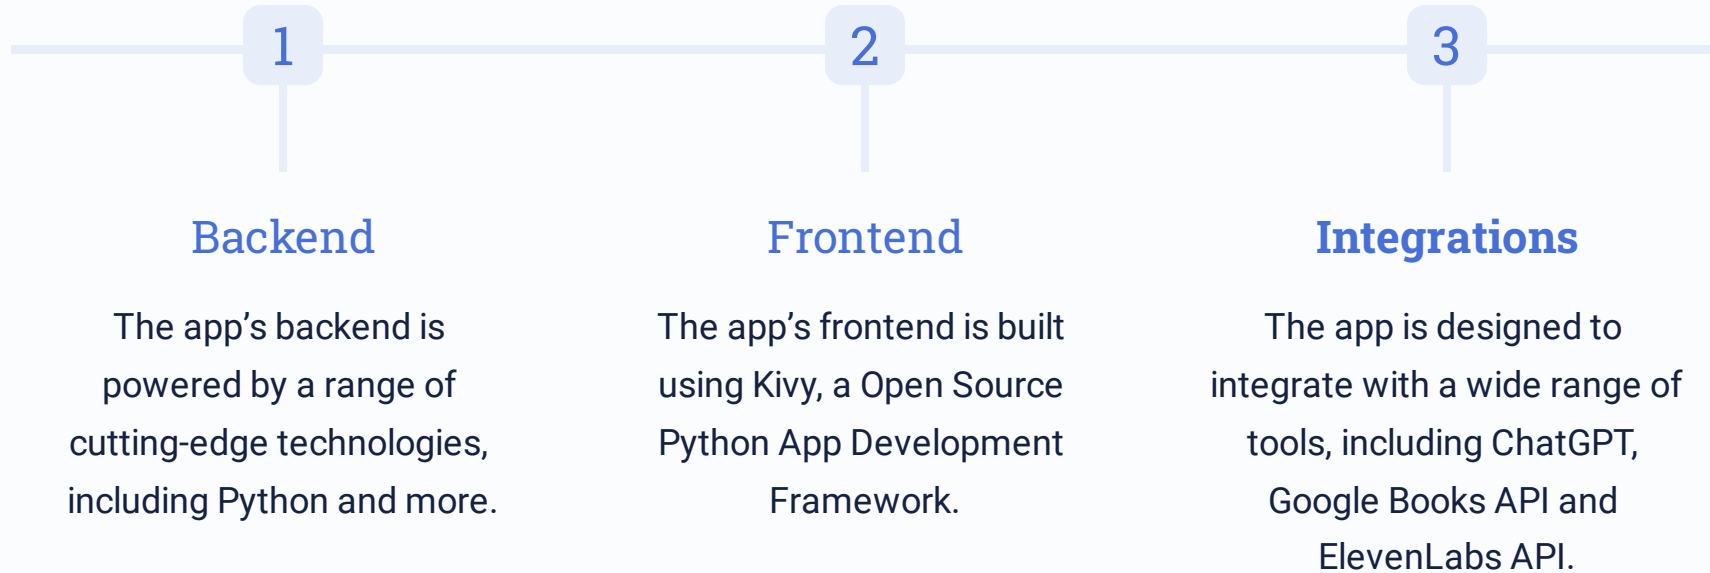 1
Backend
The app’s backend is
powered by a range of
cutting-edge technologies,
including Python and more.
2
Frontend
The app’s frontend is built
using Kivy, a Open Source
Python App Development
Framework.
3
Integrations
The app is designed to
integrate with a wide range of
tools, including ChatGPT,
Google Books API and
ElevenLabs API.